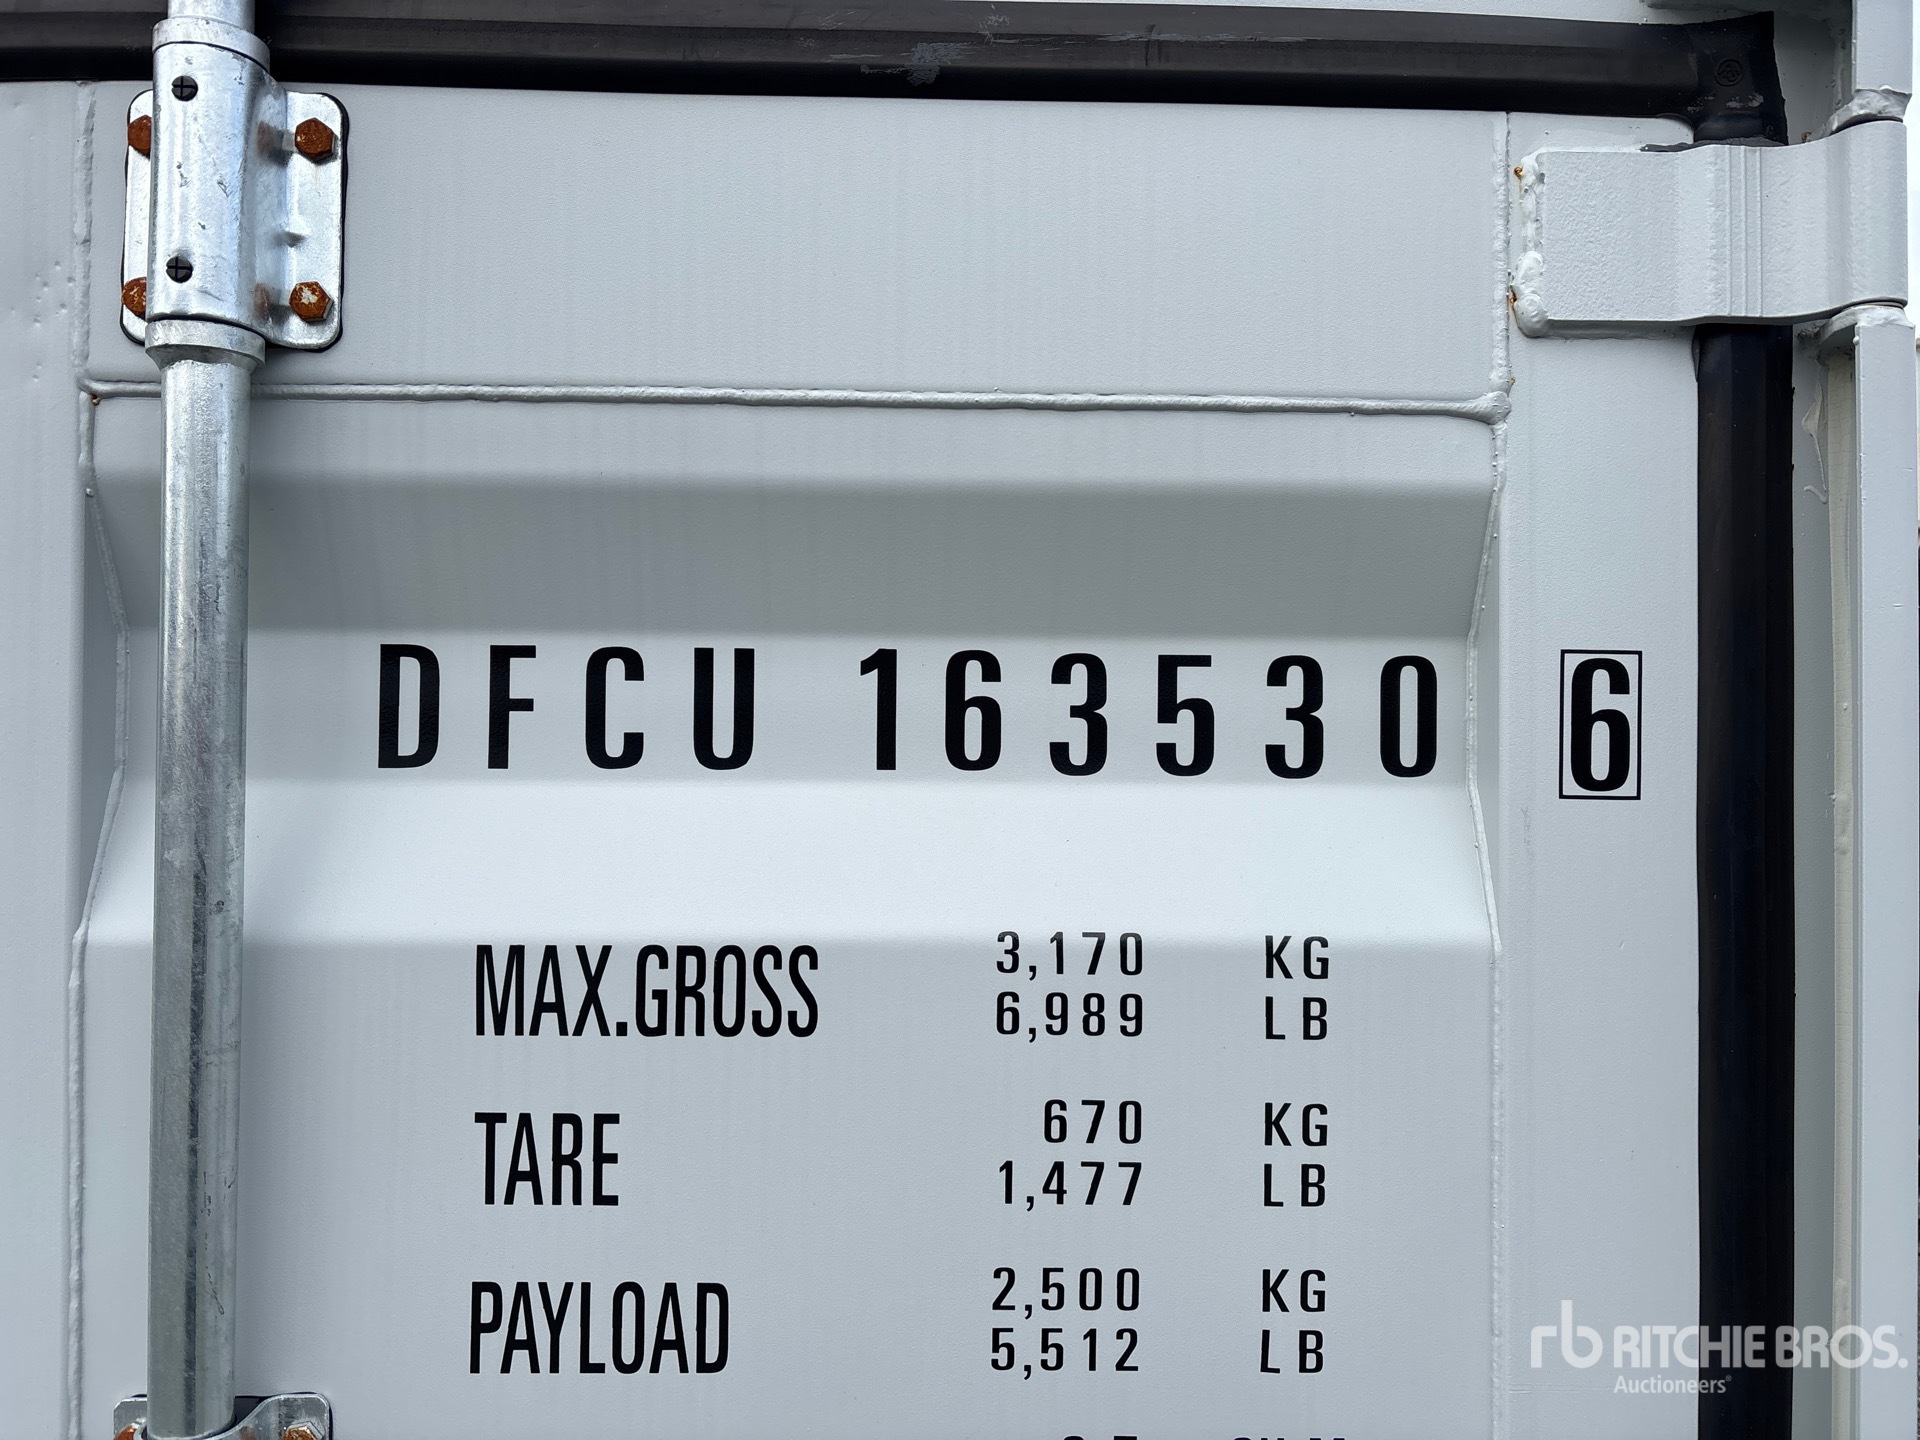 DFCU 163530 6
MAX.GROSS 3,170 KG
6,989 LB
TARE 670 KG
1,477 LB
PAYLOAD 2,500 KG
5,512 LB
rb RITCHIE BROS.
Auctioneers®